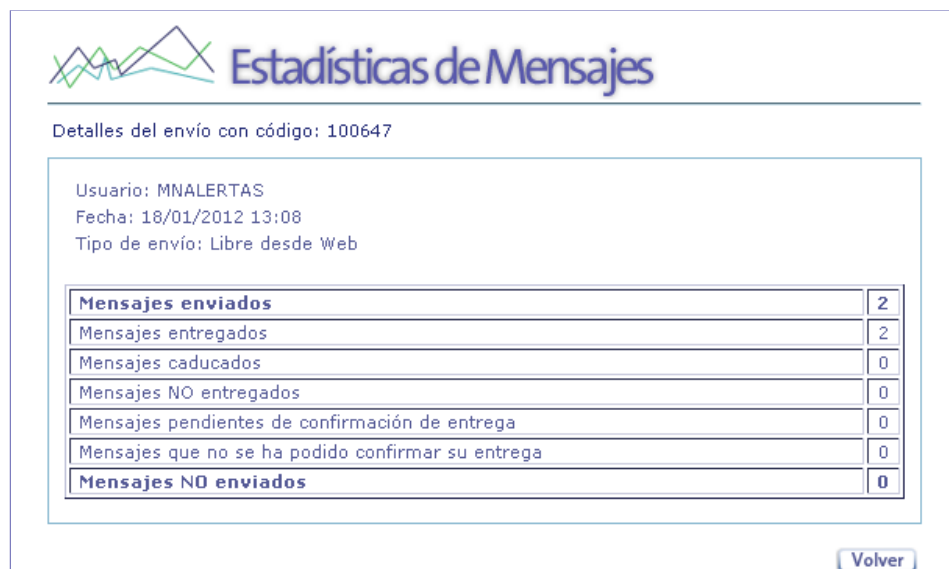 Estadísticas de Mensajes
Detalles del envío con código: 100647
Usuario: MNALERTAS
Fecha: 18/01/2012 13:08
Tipo de envío: Libre desde Web
Mensajes enviados 2
Mensajes entregados 2
Mensajes caducados 0
Mensajes NO entregados 0
Mensajes pendientes de confirmación de entrega 0
Mensajes que no se ha podido confirmar su entrega 0
Mensajes NO enviados 0
Volver